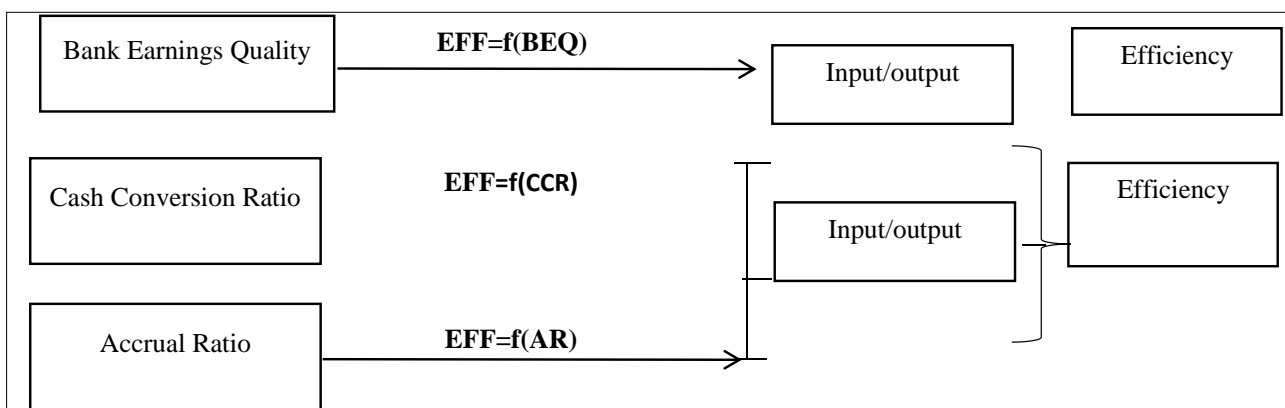 Bank Earnings Quality
EFF=f(BEQ)
Input/output
Efficiency
Cash Conversion Ratio
EFF=f(CCR)
Input/output
Efficiency
Accrual Ratio
EFF=f(AR)